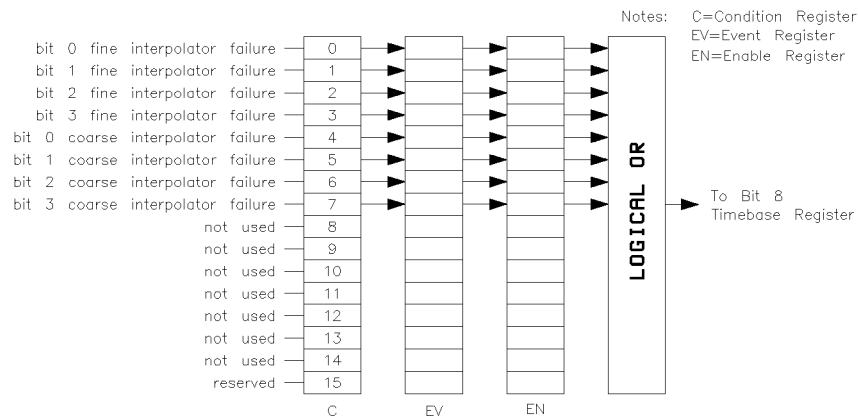 Notes: C=Condition Register
EV=Event Register
EN=Enable Register
bit 0 fine interpolator failure 0
bit 1 fine interpolator failure 1
bit 2 fine interpolator failure 2
bit 3 fine interpolator failure 3
bit 0 coarse interpolator failure 4
bit 1 coarse interpolator failure 5
bit 2 coarse interpolator failure 6
bit 3 coarse interpolator failure 7
not used 8
not used 9
not used 10
not used 11
not used 12
not used 13
not used 14
reserved 15
C EV EN
LOGICAL OR
To Bit 8
Timebase Register